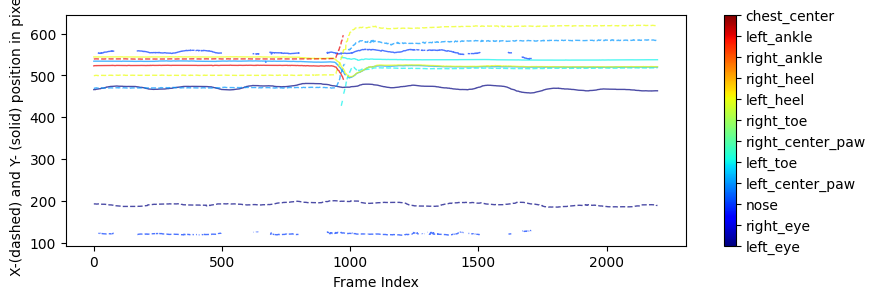 X-(dashed) and Y- (solid) position in pixe
600
500
400
300
200
100
0
500
1000
1500
2000
Frame Index
chest_center
left_ankle
right_ankle
right_heel
left_heel
right_toe
right_center_paw
left_toe
left_center_paw
nose
right_eye
left_eye